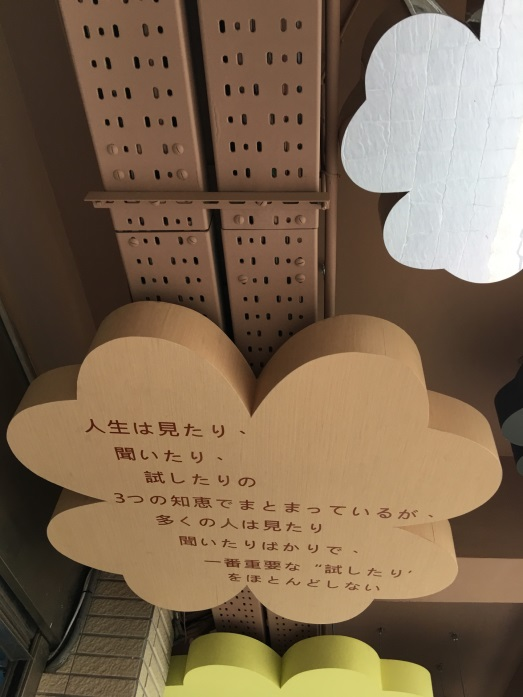 人生は見たり、
聞いたり、
試したりの
3つの知恵でまとまっているが、
多くの人は見たり
聞いたりばかりで、
一番重要な“試したり’
をほとんどしない